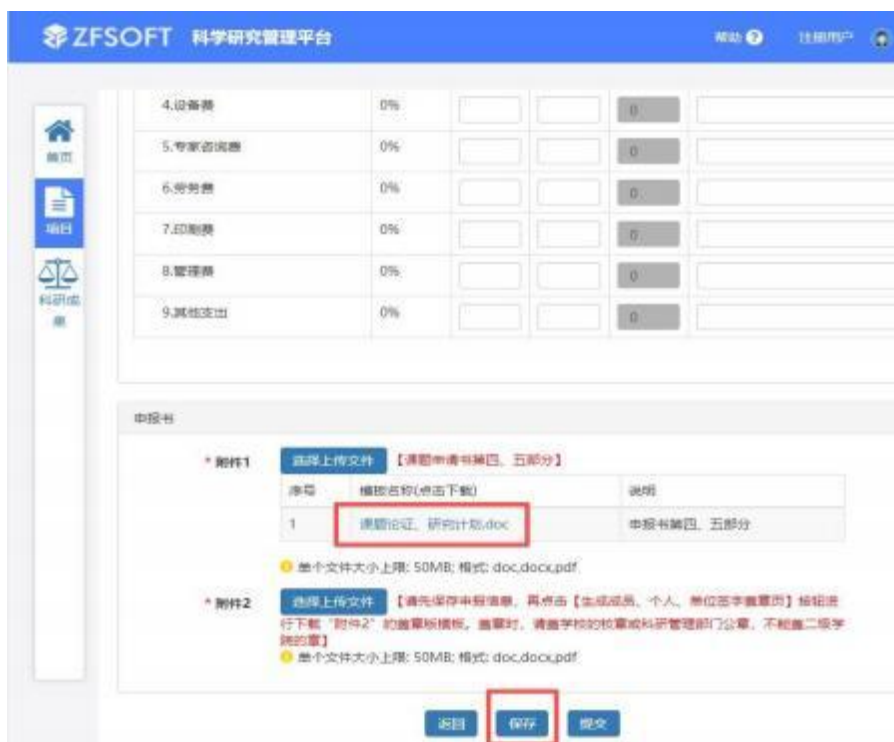 ZFSOFT 科学研究管理平台
帮助 注册用户
首页
项目
科研成
果
4.设备费 0% 0
5.专家咨询费 0% 0
6.劳务费 0% 0
7.印刷费 0% 0
8.管理费 0% 0
9.其他支出 0% 0
申报书
* 附件1 选择上传文件 【课题申请书第四、五部分】
序号 模板名称(点击下载) 说明
1 课题论证、研究计划.doc 申报书第四、五部分
单个文件大小上限: 50MB; 格式: doc,docx,pdf
* 附件2 选择上传文件 【请先保存申报信息，再点击【生成成员、个人、单位签字盖章页】按钮进
行下载“附件2”的盖章版模板。盖章时，请盖学校的校章或科研管理部门公章，不能盖二级学
院的章】
单个文件大小上限: 50MB; 格式: doc,docx,pdf
返回 保存 提交